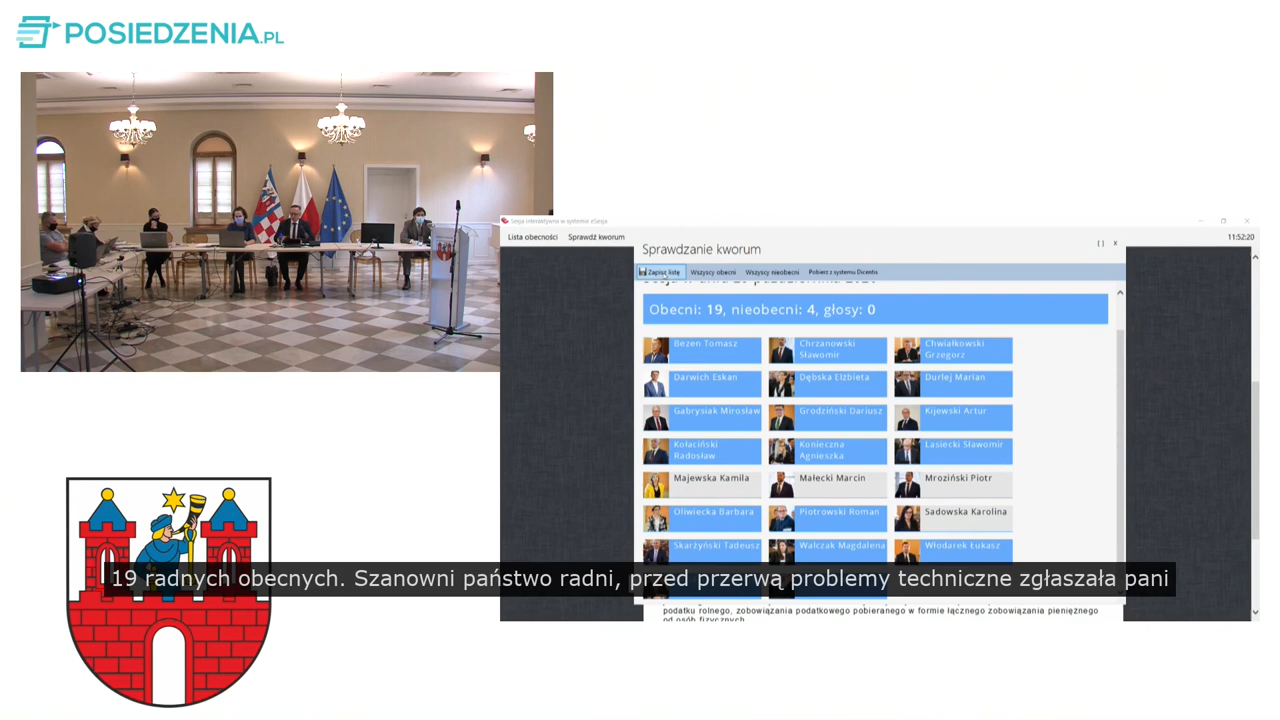 POSIEDZENIA.PL
Sesja interaktywna w systemie eSesja
Lista obecności Sprawdź kworum
11:52:20
Sprawdzanie kworum
Zapisz listę Wszyscy obecni Wszyscy nieobecni Pobierz z systemu Dicentis
Obecni: 19, nieobecni: 4, głosy: 0
Bezen Tomasz
Chrzanowski
Sławomir
Chwiałkowski
Grzegorz
Darwich Eskan
Dębska Elżbieta
Durlej Marian
Gabrysiak Mirosław
Grodziński Dariusz
Kijewski Artur
Kołaciński
Radosław
Konieczna
Agnieszka
Lasiecki Sławomir
Majewska Kamila
Małecki Marcin
Mroziński Piotr
Oliwiecka Barbara
Piotrowski Roman
Sadowska Karolina
Skarżyński Tadeusz
Walczak Magdalena
Włodarek Łukasz
19 radnych obecnych. Szanowni państwo radni, przed przerwą problemy techniczne zgłaszała pani
podatku rolnego, zobowiązania podatkowego pobieranego w formie łącznego zobowiązania pieniężnego
od osób fizycznych